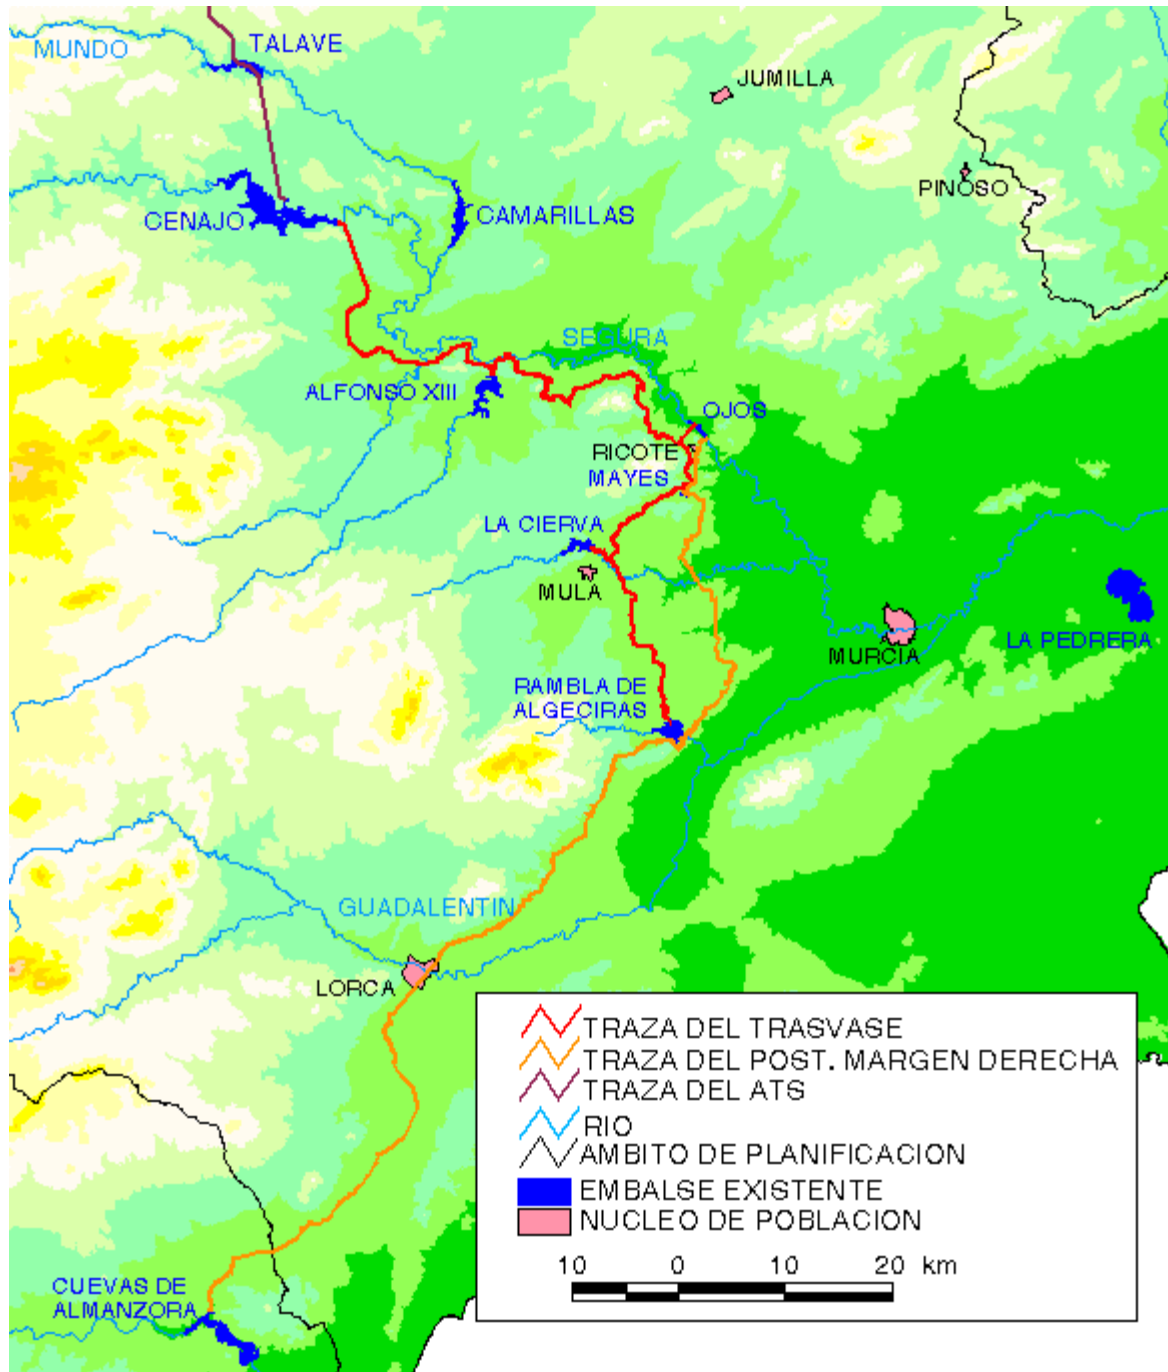 TALAVE
MUNDO
JUMILLA
PINOSO
CENAJO
CAMARILLAS
SEGURA
ALFONSO XIII
OJOS
RICOTE
MAYES
LA CIERVA
MULA
MURCIA
LA PEDRERA
RAMBLA DE
ALGECIRAS
GUADALENTIN
LORCA
TRAZA DEL TRASVASE
TRAZA DEL POST. MARGEN DERECHA
TRAZA DEL ATS
RIO
AMBITO DE PLANIFICACION
EMBALSE EXISTENTE
NUCLEO DE POBLACION
10 0 10 20 km
CUEVAS DE
ALMANZORA